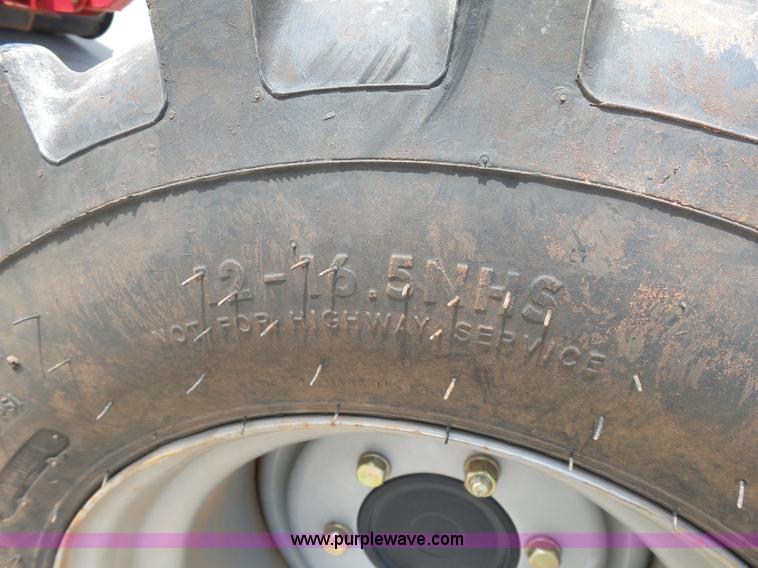 12-16.5NHS
NOT FOR HIGHWAY SERVICE
www.purplewave.com